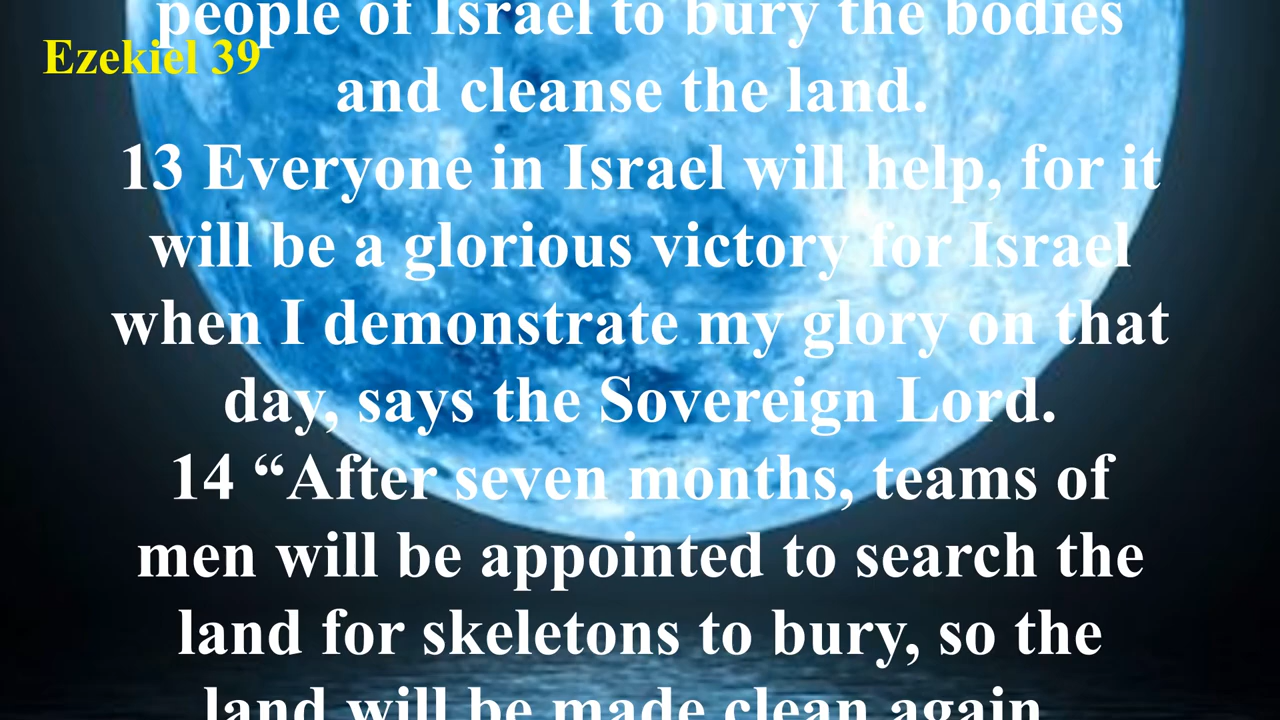 people of Israel to bury the bodies
Ezekiel 39
and cleanse the land.
13 Everyone in Israel will help, for it
will be a glorious victory for Israel
when I demonstrate my glory on that
day, says the Sovereign Lord.
14 “After seven months, teams of
men will be appointed to search the
land for skeletons to bury, so the
land will be made clean again.